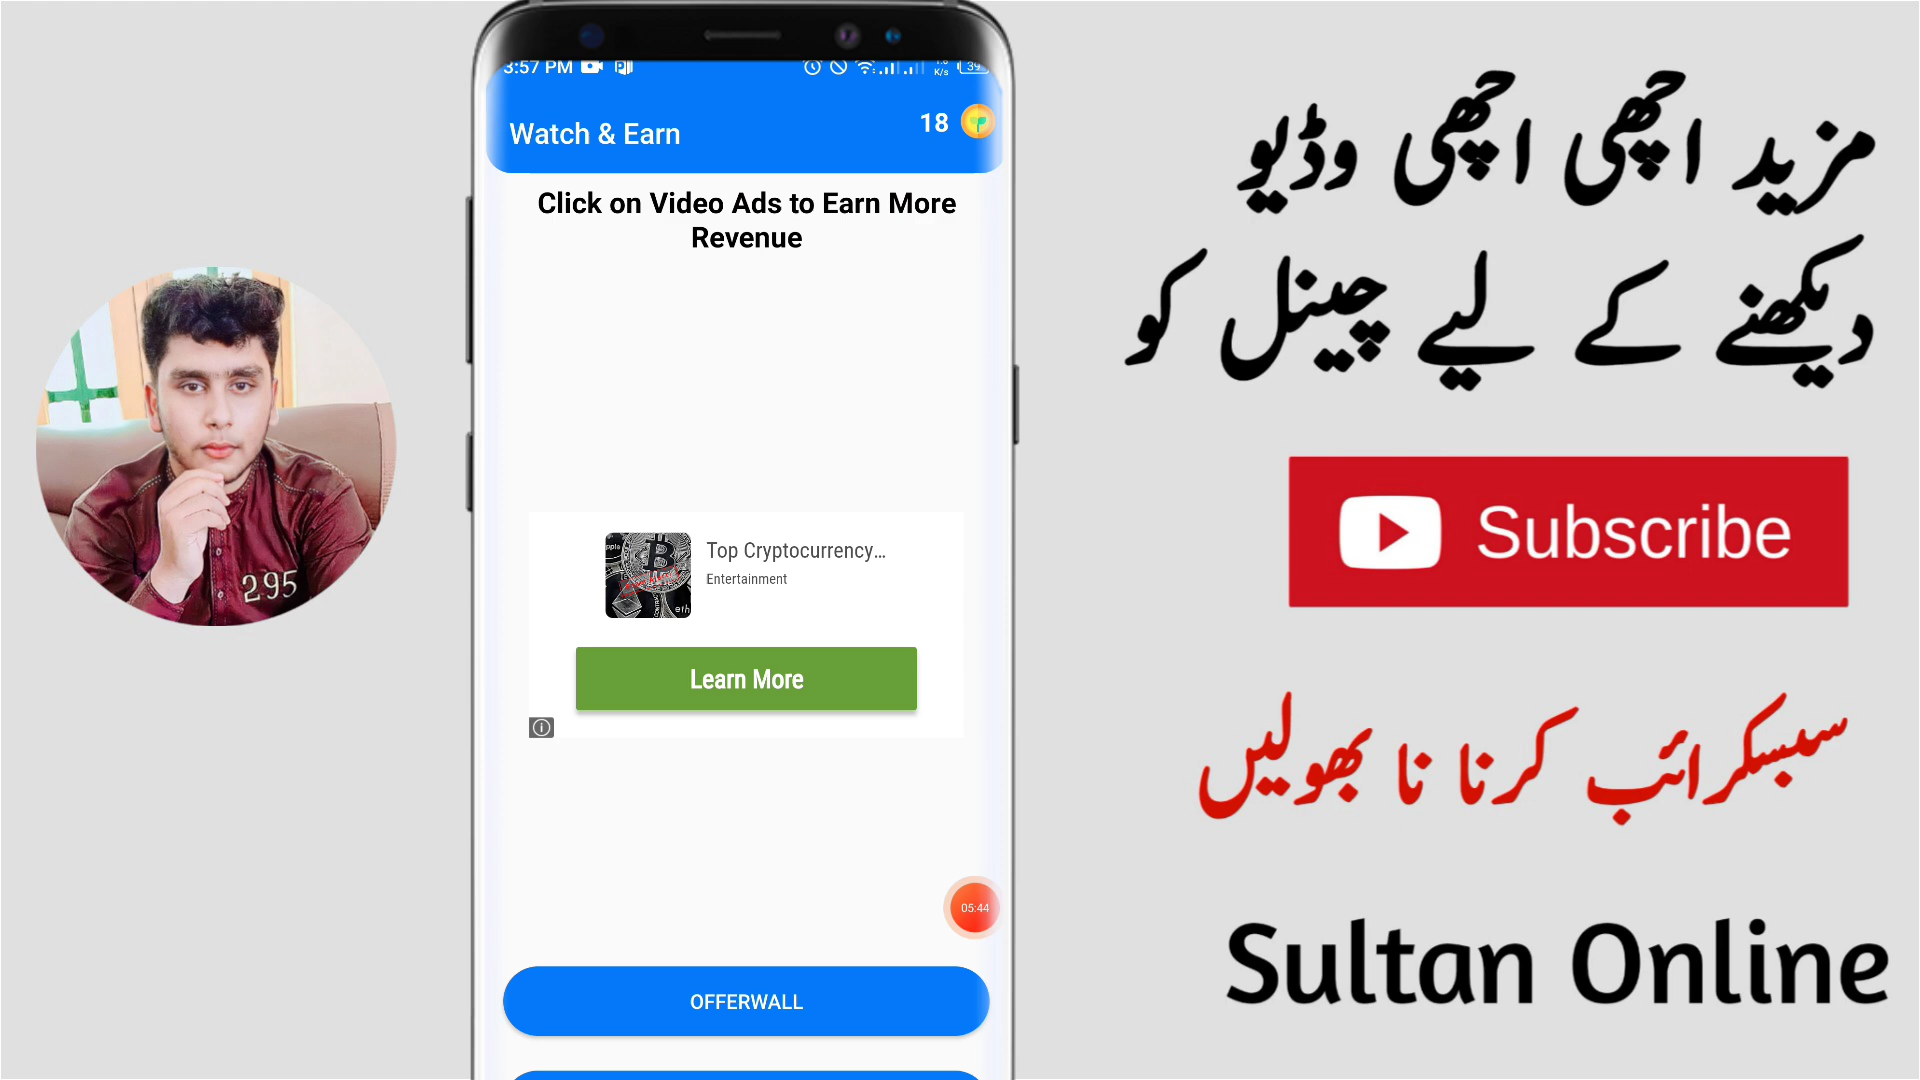 3:57 PM
K/s
39
Watch & Earn
18
Click on Video Ads to Earn More
Revenue
Top Cryptocurrency...
Entertainment
Learn More
05:44
OFFERWALL
295
مزید اچھی اچھی وڈیو
دیکھنے کے لیے چینل کو
Subscribe
سبسکرائب کرنا نا بھولیں
Sultan Online